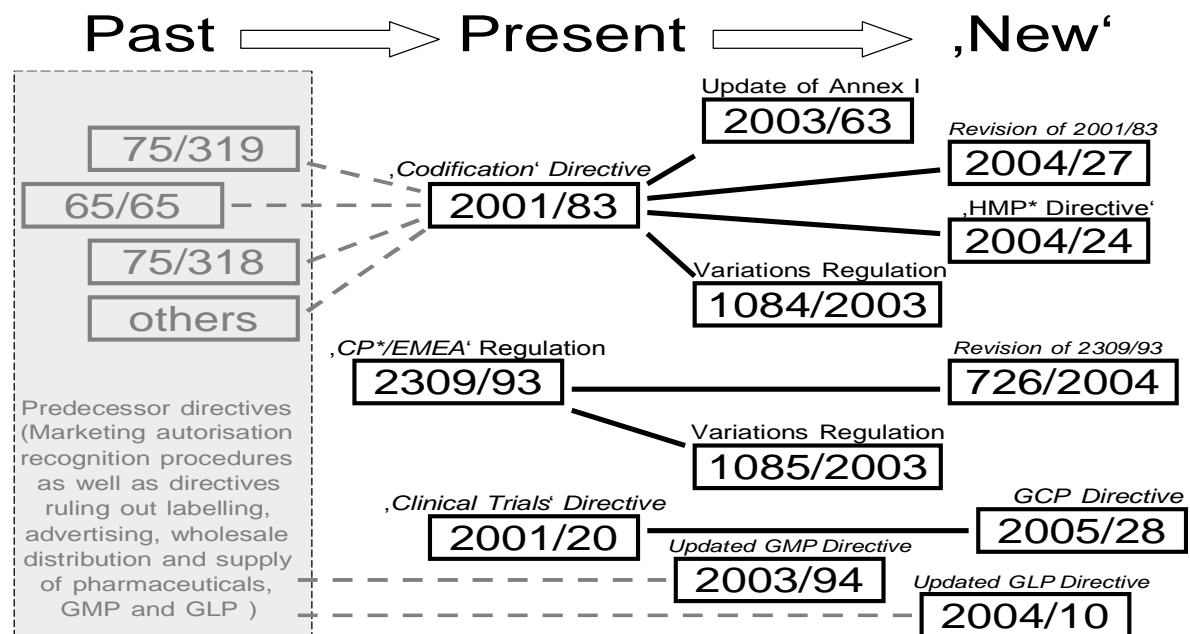 Past Present ‚New‘
Update of Annex I
2003/63
Revision of 2001/83
75/319
2004/27
‚Codification‘ Directive
65/65
2001/83
‚HMP* Directive‘
2004/24
75/318
Variations Regulation
1084/2003
others
‚CP*/EMEA‘ Regulation
2309/93
Revision of 2309/93
726/2004
Predecessor directives
(Marketing autorisation
recognition procedures
as well as directives
ruling out labelling,
advertising, wholesale
distribution and supply
of pharmaceuticals,
GMP and GLP )
Variations Regulation
1085/2003
‚Clinical Trials‘ Directive
2001/20
GCP Directive
2005/28
Updated GMP Directive
2003/94
Updated GLP Directive
2004/10